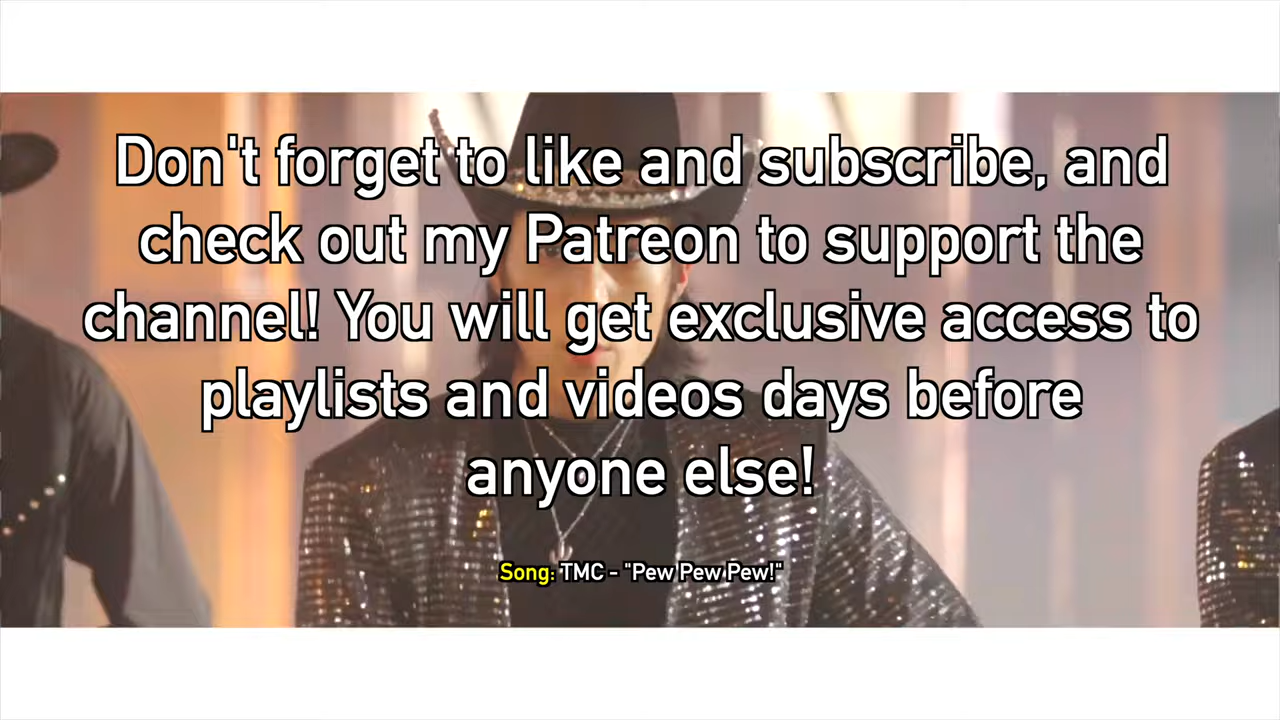 Don't forget to like and subscribe, and
check out my Patreon to support the
channel! You will get exclusive access to
playlists and videos days before
anyone else!
Song: TMC - "Pew Pew Pew!"